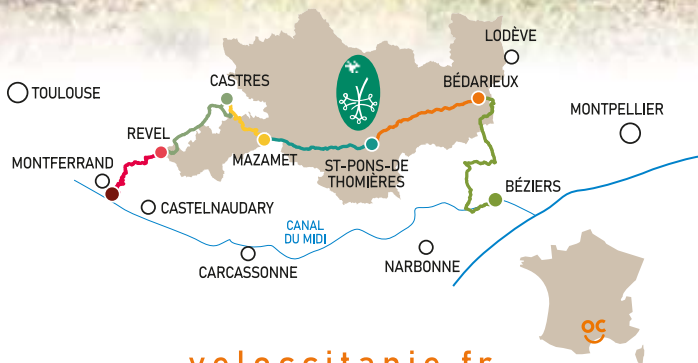 LODÈVE
CASTRES
BÉDARIEUX
TOULOUSE
MONTPELLIER
REVEL
MONTFERRAND
MAZAMET
ST-PONS-DE
THOMIÈRES
BÉZIERS
CASTELNAUDARY
CANAL
DU MIDI
CARCASSONNE
NARBONNE
oc
velossitanie.fr